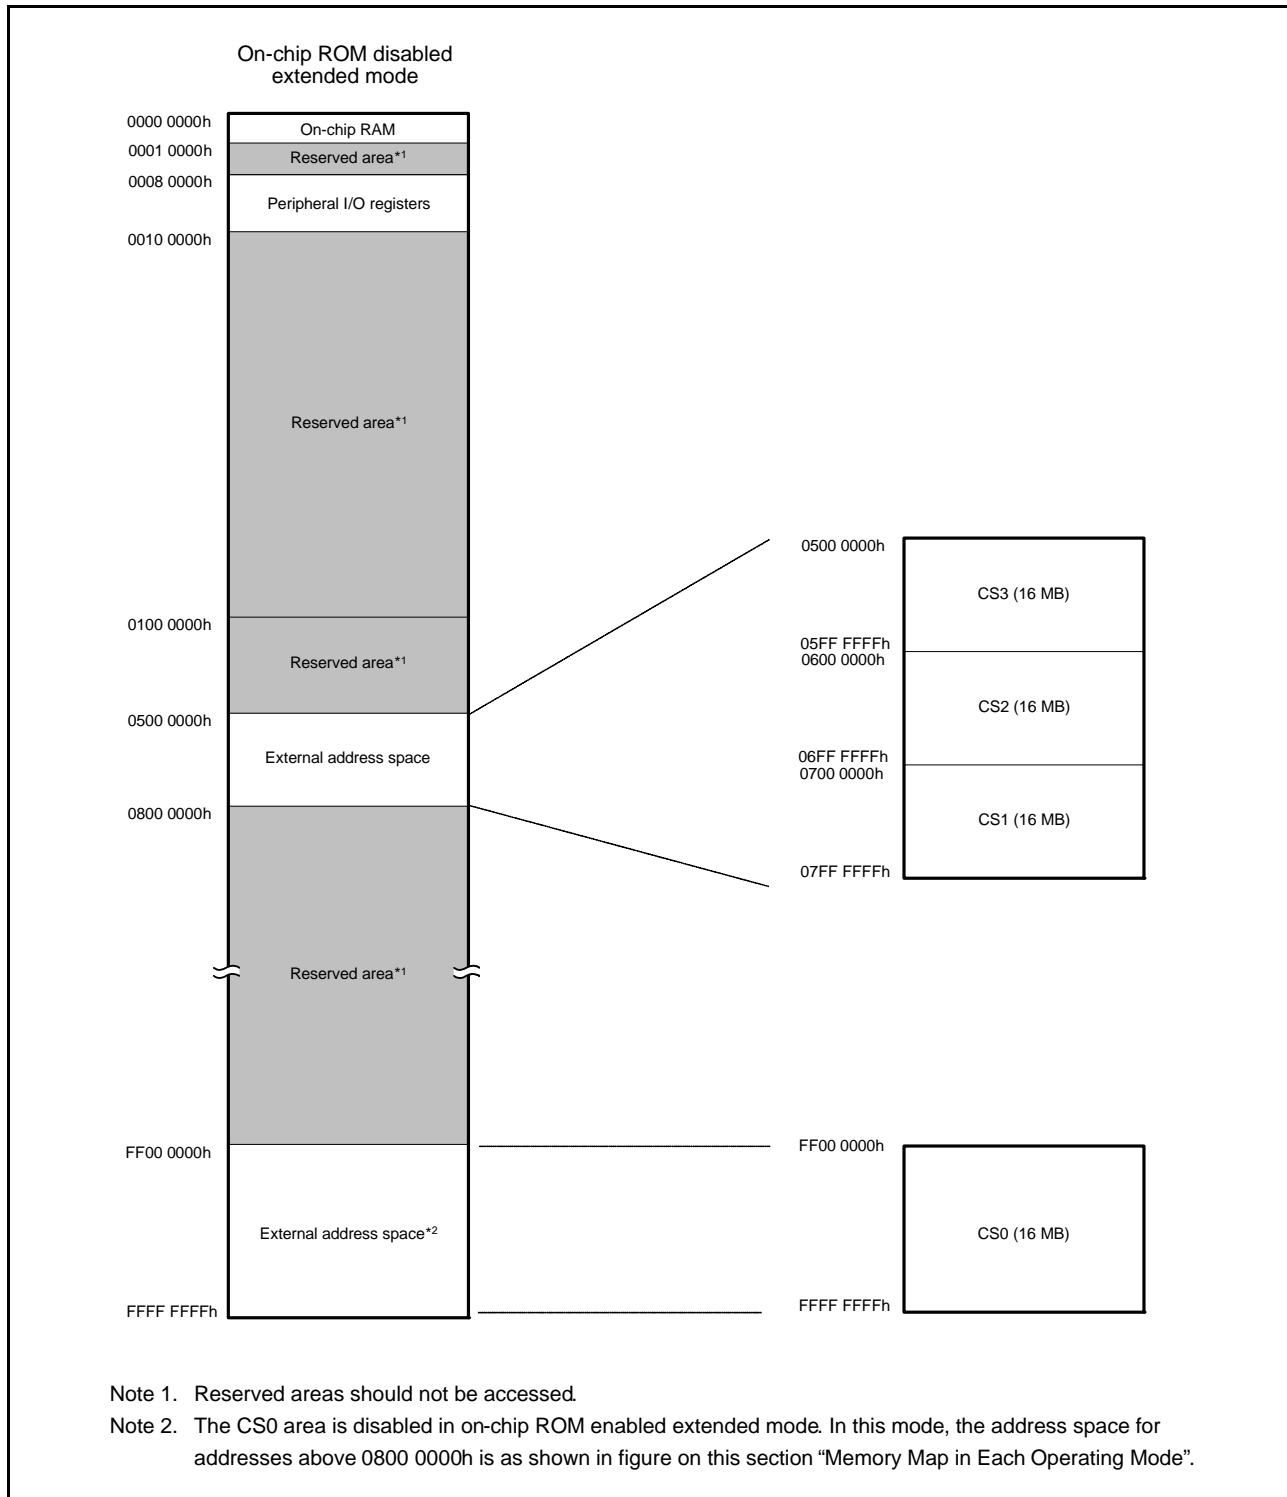 On-chip ROM disabled
extended mode
0000 0000h
On-chip RAM
0001 0000h
Reserved area*1
0008 0000h
Peripheral I/O registers
0010 0000h
Reserved area*1
0100 0000h
Reserved area*1
0500 0000h
External address space
0800 0000h
Reserved area*1
FF00 0000h
External address space*2
FFFF FFFFh
0500 0000h
CS3 (16 MB)
05FF FFFFh
0600 0000h
CS2 (16 MB)
06FF FFFFh
0700 0000h
CS1 (16 MB)
07FF FFFFh
FF00 0000h
CS0 (16 MB)
FFFF FFFFh
Note 1. Reserved areas should not be accessed.
Note 2. The CS0 area is disabled in on-chip ROM enabled extended mode. In this mode, the address space for
addresses above 0800 0000h is as shown in figure on this section “Memory Map in Each Operating Mode”.